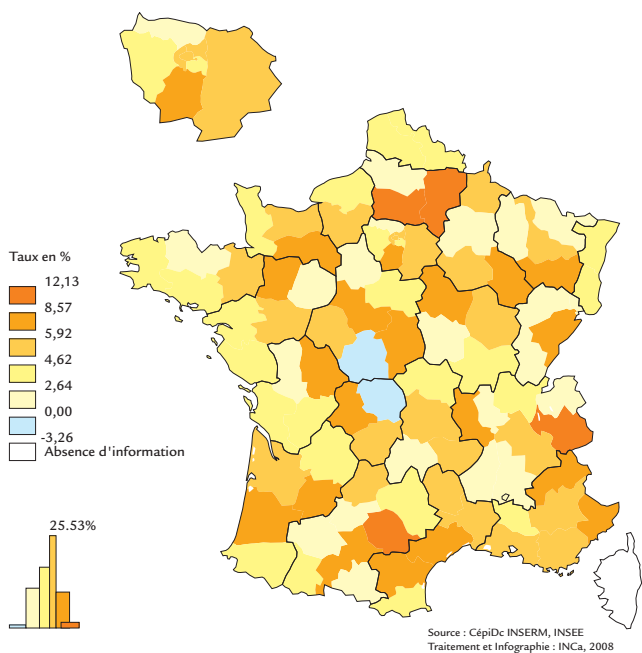 Taux en %
12,13
8,57
5,92
4,62
2,64
0,00
-3,26
Absence d'information
25.53%
Source : CépiDc INSERM, INSEE
Traitement et Infographie : INCa, 2008